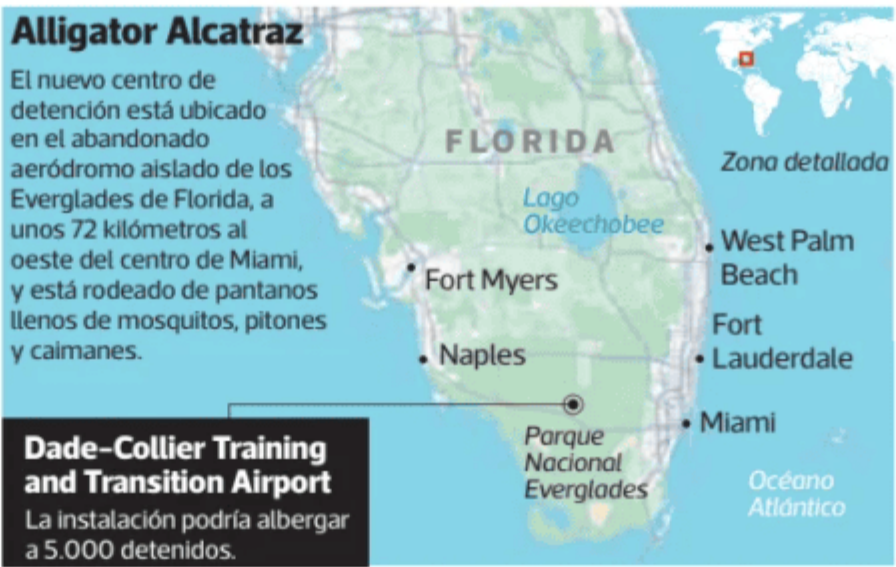 Alligator Alcatraz
El nuevo centro de
detención está ubicado
en el abandonado
aeródromo aislado de los
Everglades de Florida, a
unos 72 kilómetros al
oeste del centro de Miami,
y está rodeado de pantanos
llenos de mosquitos, pitones
y caimanes.
FLORIDA
Zona detallada
Lago
Okeechobee
West Palm
Beach
Fort Myers
Fort
Lauderdale
Naples
Miami
Parque
Nacional
Everglades
Océano
Atlántico
Dade-Collier Training
and Transition Airport
La instalación podría albergar
a 5.000 detenidos.